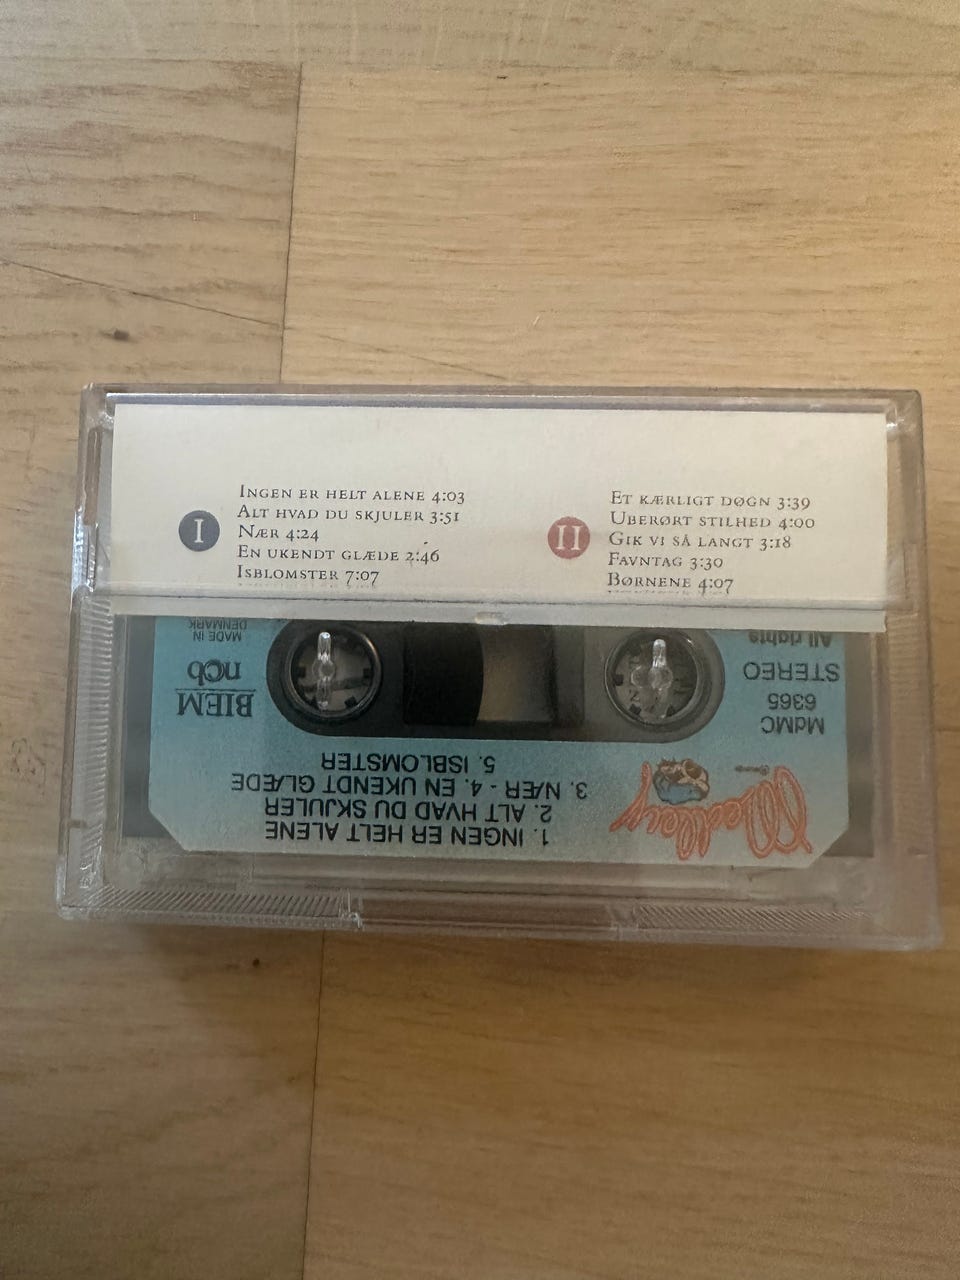 I
INGEN ER HELT ALENE 4:03
ALT HVAD DU SKJULER 3:51
NÆR 4:24
EN UKENDT GLÆDE 2:46
ISBLOMSTER 7:07
II
ET KÆRLIGT DØGN 3:39
UBERØRT STILHED 4:00
GIK VI SÅ LANGT 3:18
FAVNTAG 3:30
BØRNENE 4:07
Medley
1. INGEN ER HELT ALENE
2. ALT HVAD DU SKJULER
3. NÆR - 4. EN UKENDT GLÆDE
5. ISBLOMSTER
MdMC
6365
STEREO
All rights
BIEM
ncb
MADE IN
DENMARK